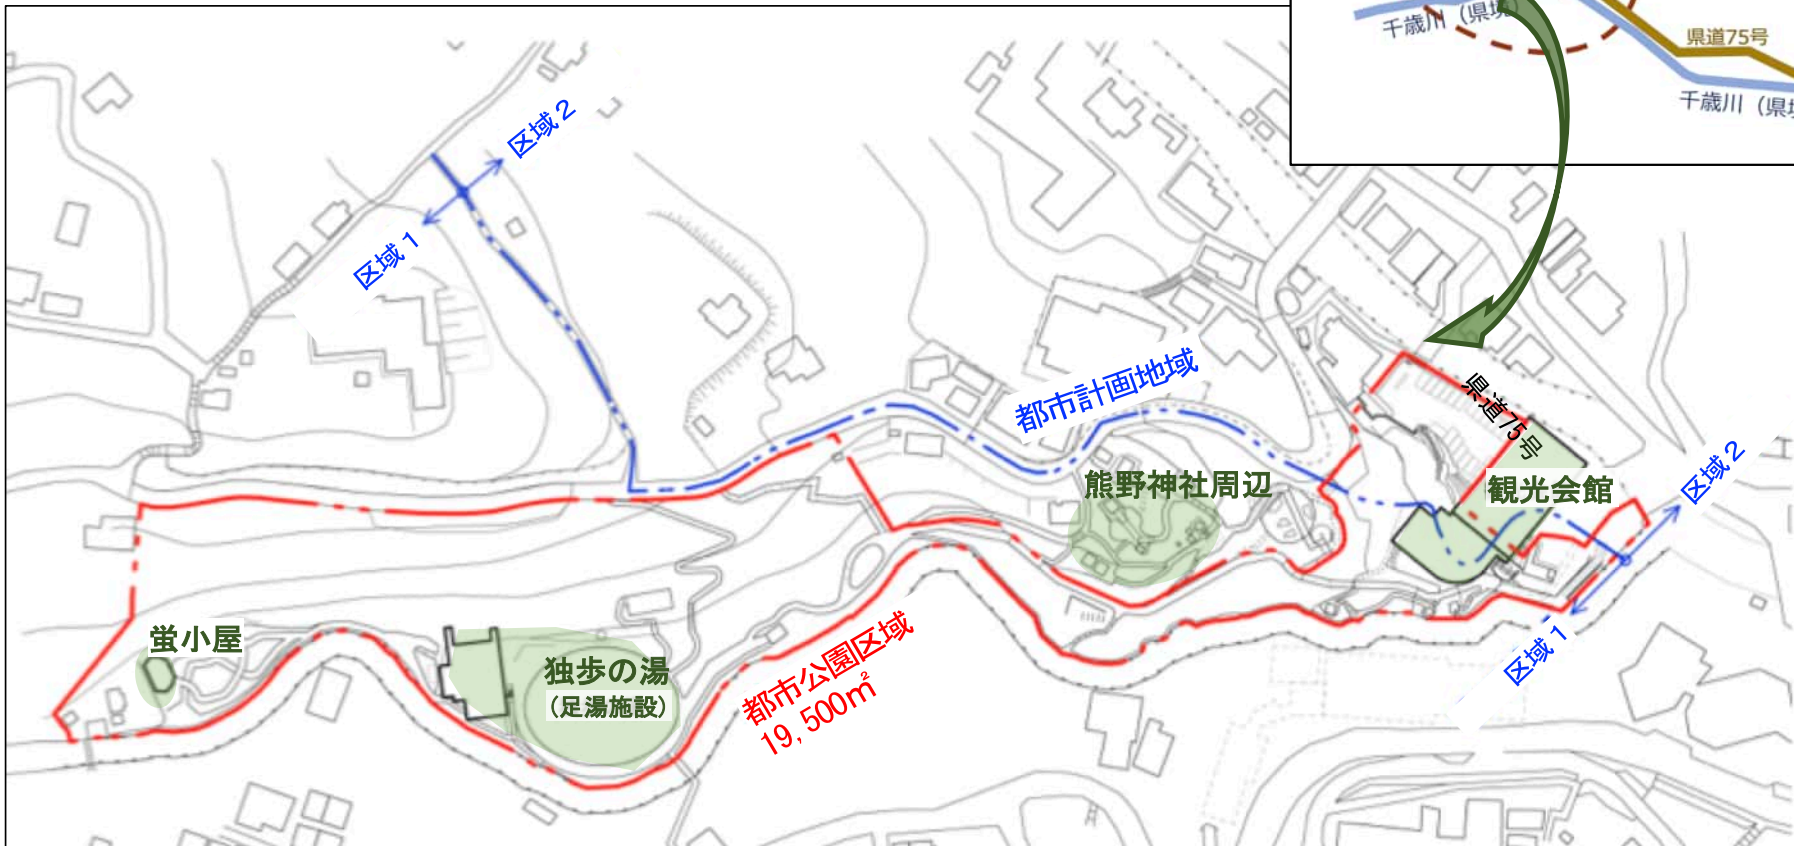 千歳川（県境）
県道75号
千歳川（県境
区域２
区域１
都市計画地域
県道75号
熊野神社周辺
観光会館
区域２
蛍小屋
独歩の湯
（足湯施設）
都市公園区域
19,500㎡
区域１